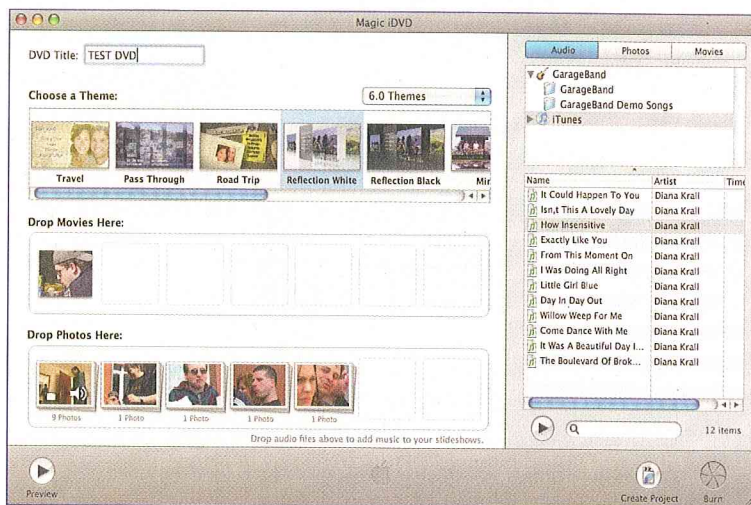 Magic iDVD
DVD Title: TEST DVD
Choose a Theme:
6.0 Themes
Travel
Pass Through
Road Trip
Reflection White
Reflection Black
Mir
Drop Movies Here:
Drop Photos Here:
9 Photos
1 Photo
1 Photo
1 Photo
1 Photo
Drop audio files above to add music to your slideshows.
Preview
Audio
Photos
Movies
GarageBand
GarageBand
GarageBand Demo Songs
iTunes
Name Artist Time
It Could Happen To You Diana Krall
Isn,t This A Lovely Day Diana Krall
How Insensitive Diana Krall
Exactly Like You Diana Krall
From This Moment On Diana Krall
I Was Doing All Right Diana Krall
Little Girl Blue Diana Krall
Day In Day Out Diana Krall
Willow Weep For Me Diana Krall
Come Dance With Me Diana Krall
It Was A Beautiful Day I... Diana Krall
The Boulevard Of Brok... Diana Krall
12 items
Create Project
Burn